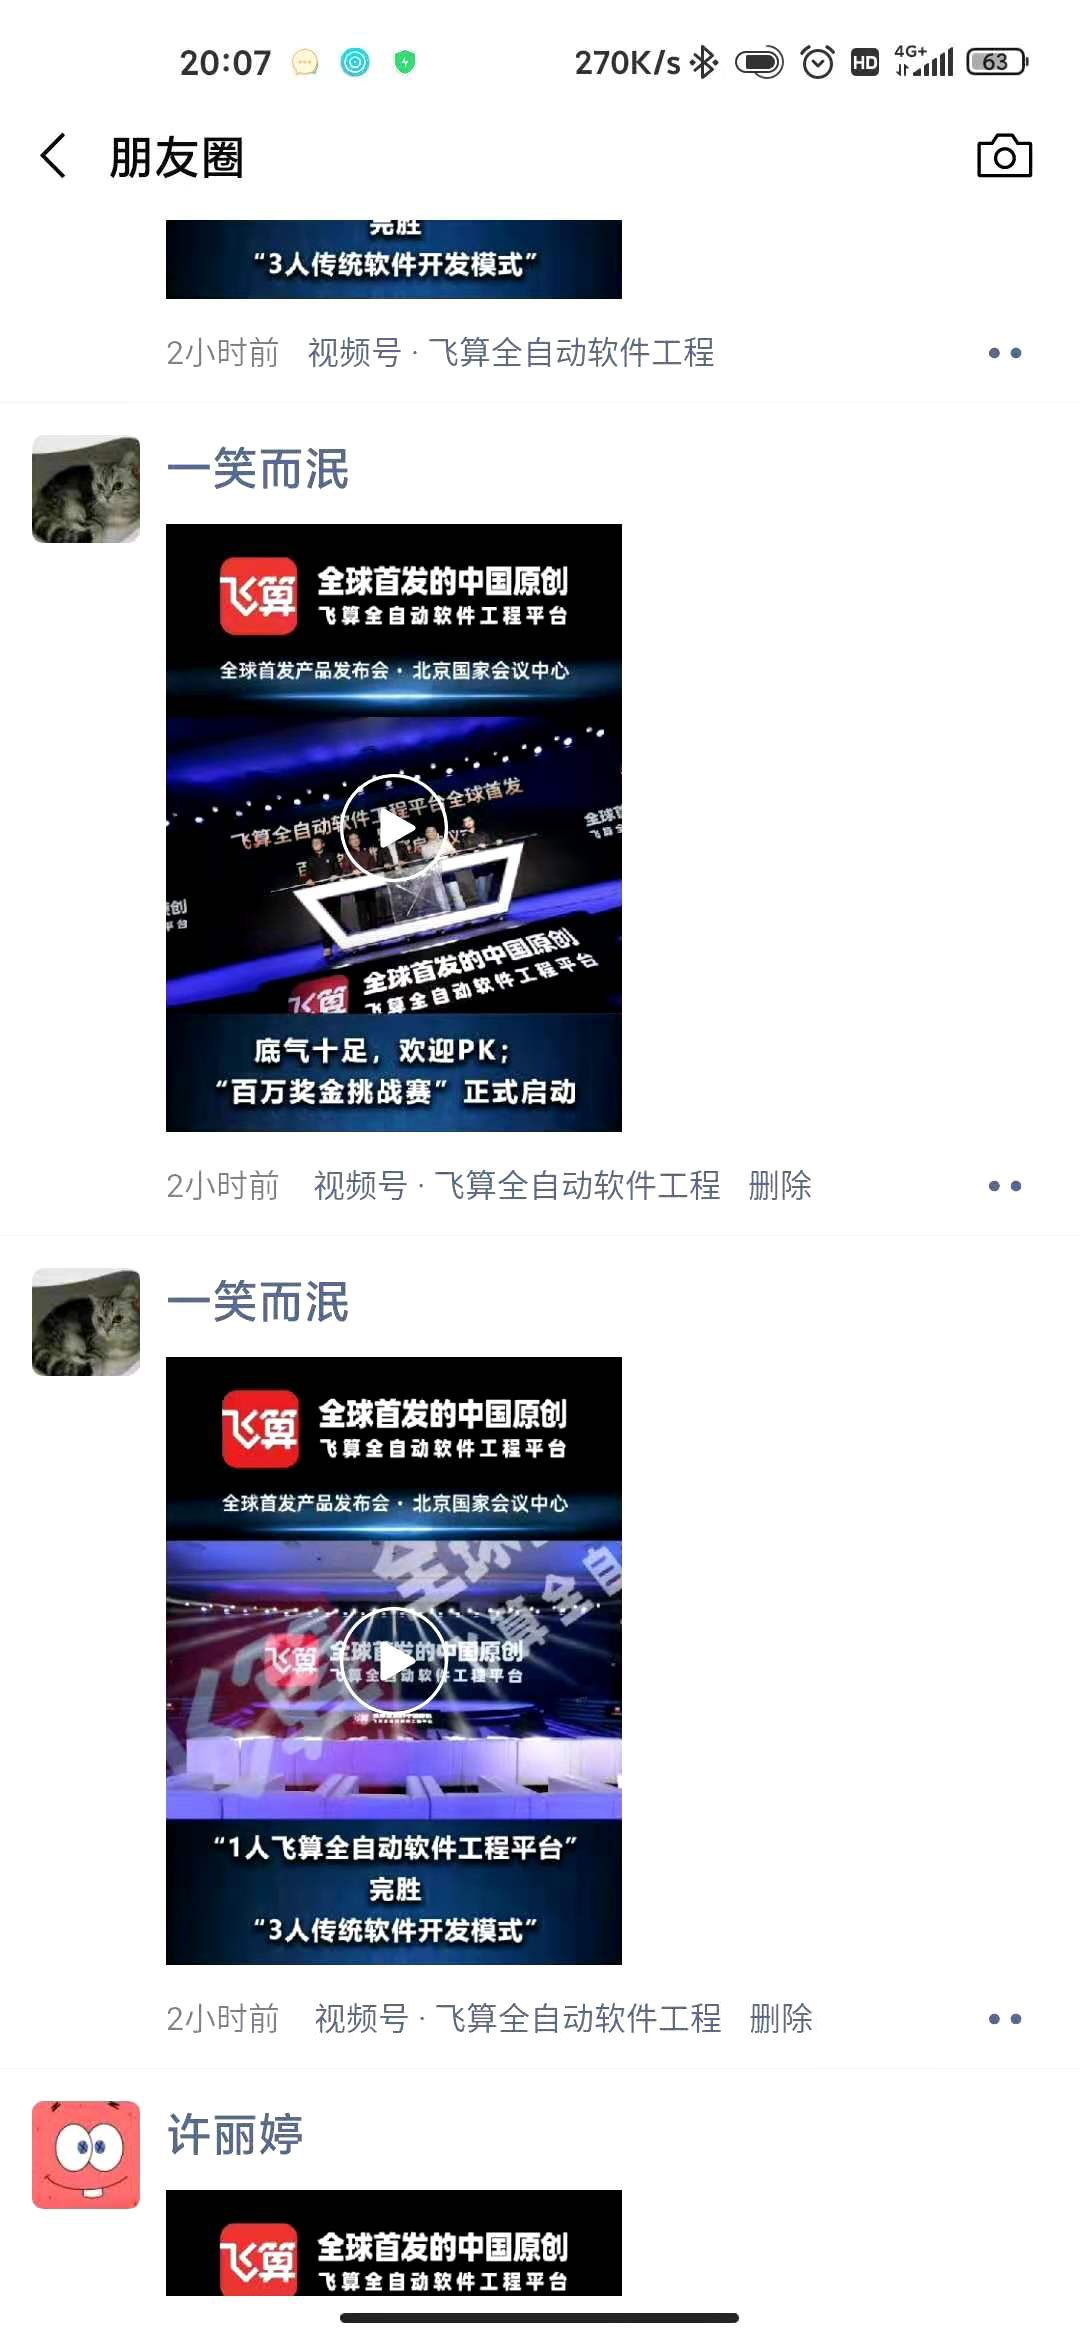 20:07
270K/s
HD
4G+
63
朋友圈
完胜
“3人传统软件开发模式”
2小时前 视频号 · 飞算全自动软件工程
一笑而泯
飞算
全球首发的中国原创
飞算全自动软件工程平台
全球首发产品发布会 · 北京国家会议中心
飞算全自动软件工程平台全球首发
全球首发的中国原创
飞算
飞算全自动软件工程平台
底气十足，欢迎PK；
“百万奖金挑战赛” 正式启动
2小时前 视频号 · 飞算全自动软件工程 删除
一笑而泯
飞算
全球首发的中国原创
飞算全自动软件工程平台
全球首发产品发布会 · 北京国家会议中心
飞算
全球首发的中国原创
飞算全自动软件工程平台
“1人飞算全自动软件工程平台”
完胜
“3人传统软件开发模式”
2小时前 视频号 · 飞算全自动软件工程 删除
许丽婷
飞算
全球首发的中国原创
飞算全自动软件工程平台